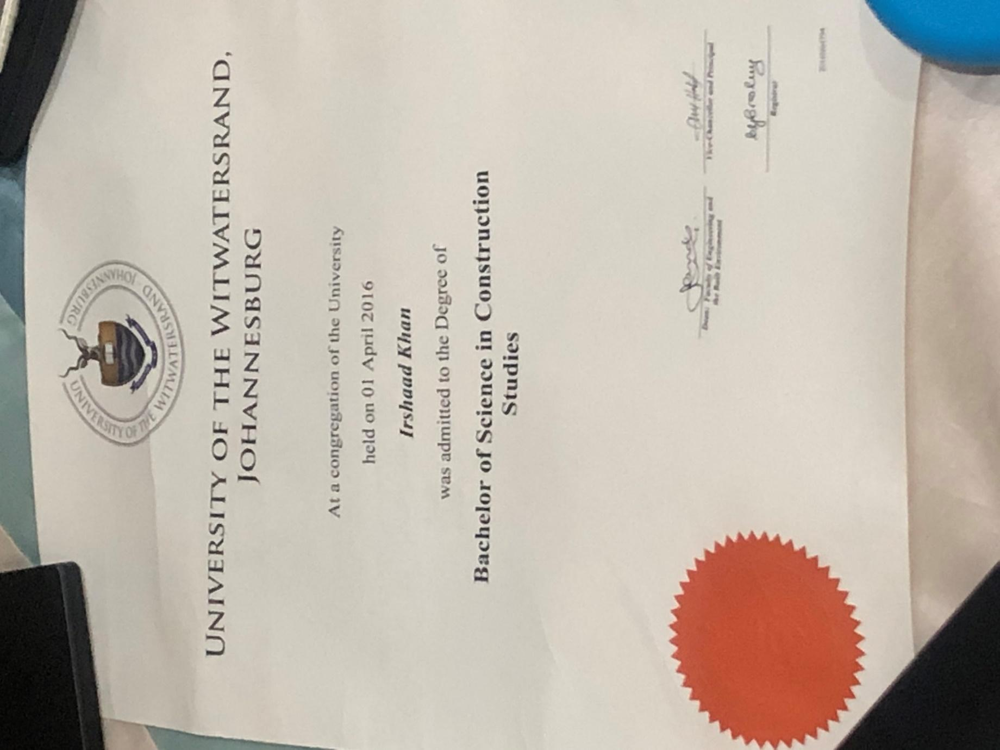 UNIVERSITY OF THE WITWATERSRAND · JOHANNESBURG
UNIVERSITY OF THE WITWATERSRAND,
JOHANNESBURG
At a congregation of the University
held on 01 April 2016
Irshaad Khan
was admitted to the Degree of
Bachelor of Science in Construction
Studies
Dean: Faculty of Engineering and
the Built Environment
Vice-Chancellor and Principal
Registrar